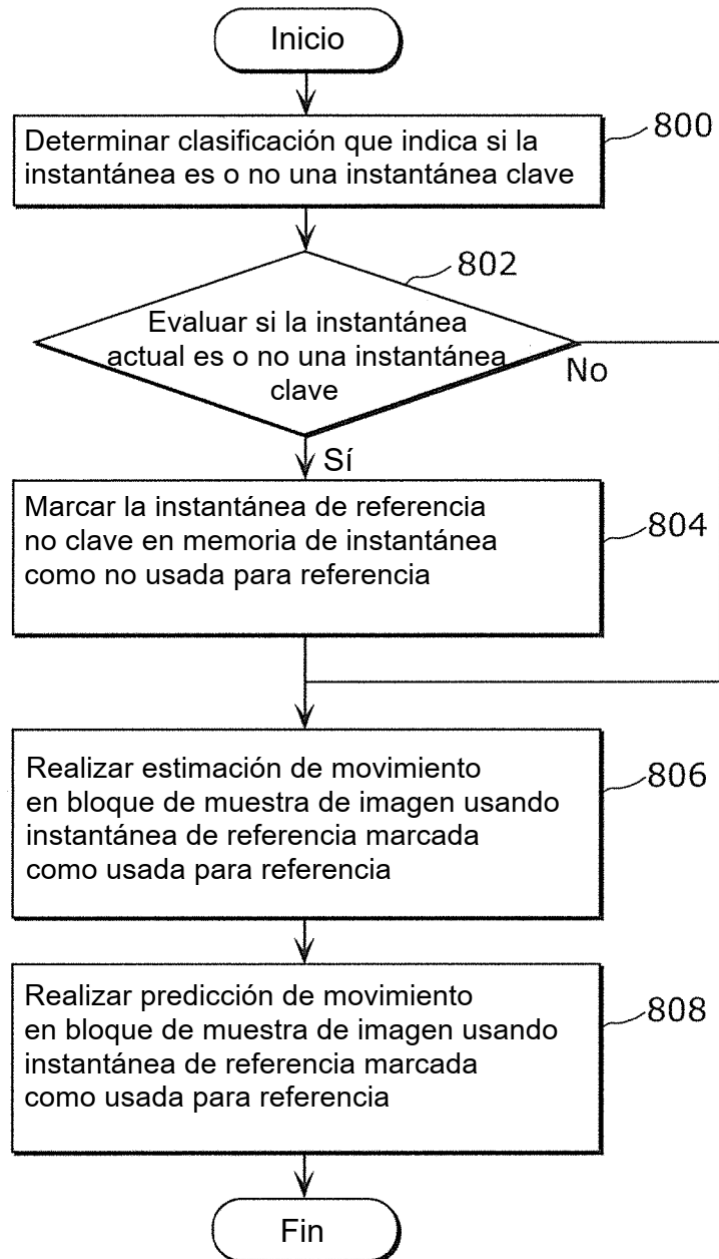 Inicio
Determinar clasificación que indica si la
instantánea es o no una instantánea clave
800
802
Evaluar si la instantánea
actual es o no una instantánea
clave
No
Sí
Marcar la instantánea de referencia
no clave en memoria de instantánea
como no usada para referencia
804
Realizar estimación de movimiento
en bloque de muestra de imagen usando
instantánea de referencia marcada
como usada para referencia
806
Realizar predicción de movimiento
en bloque de muestra de imagen usando
instantánea de referencia marcada
como usada para referencia
808
Fin